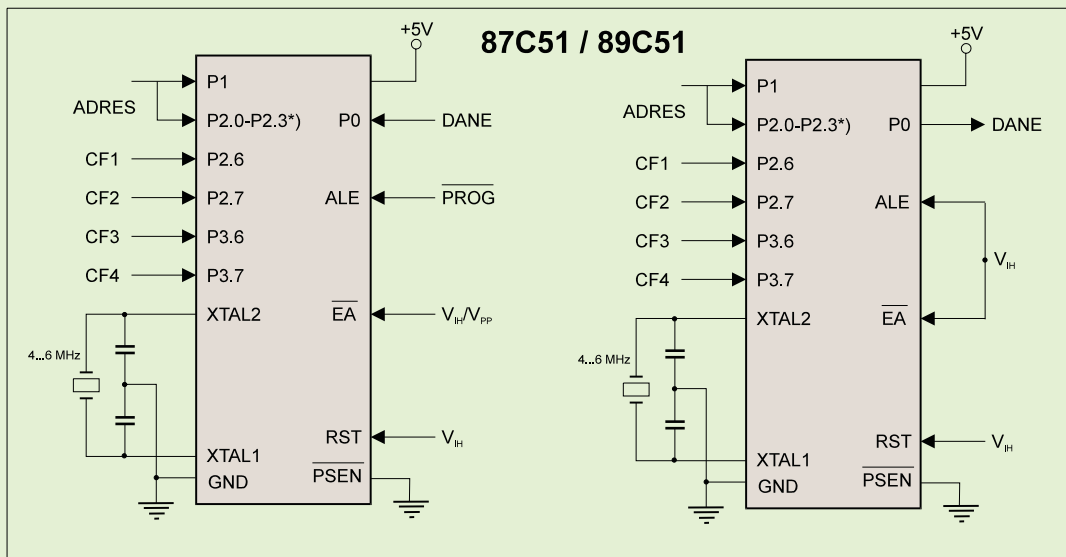 87C51 / 89C51
+5V
P1
ADRES
P2.0-P2.3*)
P0
DANE
CF1
P2.6
CF2
P2.7
ALE
PROG
CF3
P3.6
CF4
P3.7
XTAL2
EA
VIH/VPP
4...6 MHz
RST
VIH
XTAL1
GND
PSEN
+5V
P1
ADRES
P2.0-P2.3*)
P0
DANE
CF1
P2.6
CF2
P2.7
ALE
CF3
P3.6
VIH
CF4
P3.7
XTAL2
EA
4...6 MHz
RST
VIH
XTAL1
GND
PSEN